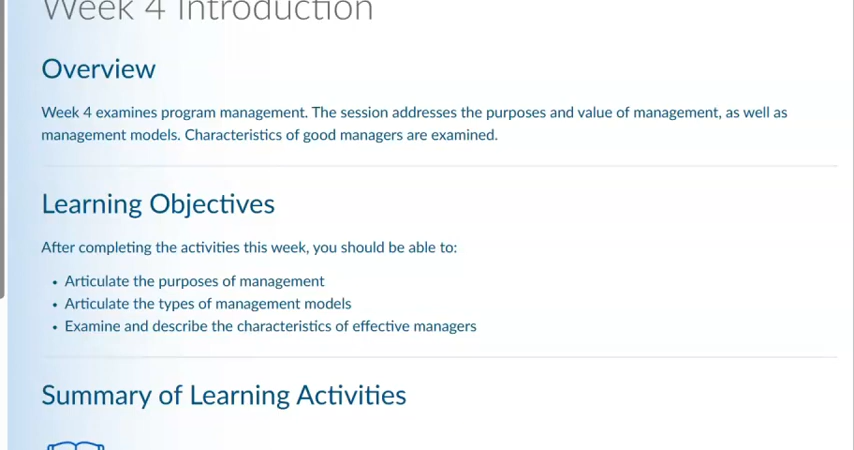 Week 4 Introduction
Overview
Week 4 examines program management. The session addresses the purposes and value of management, as well as
management models. Characteristics of good managers are examined.
Learning Objectives
After completing the activities this week, you should be able to:
• Articulate the purposes of management
• Articulate the types of management models
• Examine and describe the characteristics of effective managers
Summary of Learning Activities